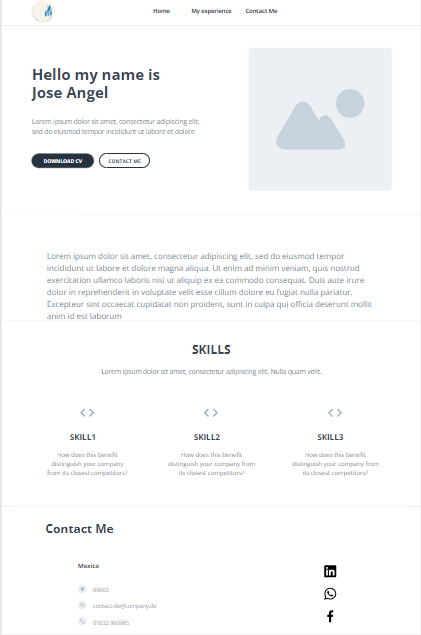 Home My experience Contact Me
Hello my name is
Jose Angel
Lorem ipsum dolor sit amet, consectetur adipiscing elit,
sed do eiusmod tempor incididunt ut labore et dolore
DOWNLOAD CV CONTACT ME
Lorem ipsum dolor sit amet, consectetur adipiscing elit, sed do eiusmod tempor
incididunt ut labore et dolore magna aliqua. Ut enim ad minim veniam, quis nostrud
exercitation ullamco laboris nisi ut aliquip ex ea commodo consequat. Duis aute irure
dolor in reprehenderit in voluptate velit esse cillum dolore eu fugiat nulla pariatur.
Excepteur sint occaecat cupidatat non proident, sunt in culpa qui officia deserunt mollit
anim id est laborum
SKILLS
Lorem ipsum dolor sit amet, consectetur adipiscing elit. Nulla quam velit.
SKILL1 SKILL2 SKILL3
How does this benefit How does this benefit How does this benefit
distinguish your company distinguish your company distinguish your company from
from its closest competitors? its closest competitors? its closest competitors?
Contact Me
Mexico
contact-de@company.de